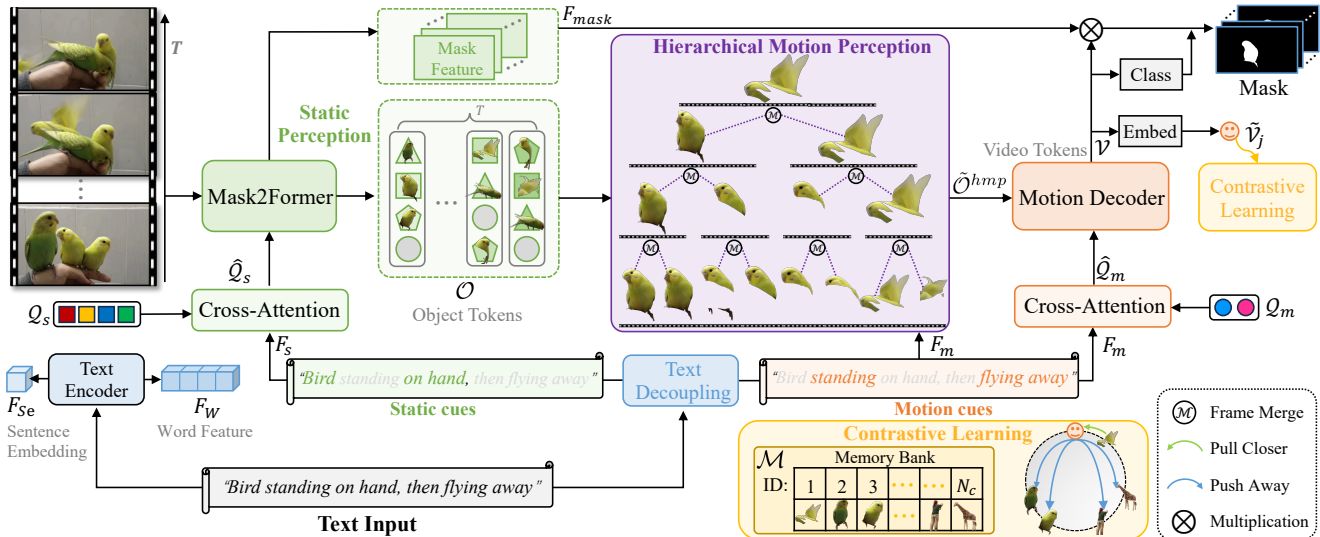 T
F_mask
Mask
Feature
Static
Perception
T
Mask2Former
Q̂_s
𝒪
Object Tokens
Q_s
Cross-Attention
F_s
Hierarchical Motion Perception
ℳ
ℳ
ℳ
ℳ
ℳ
ℳ
ℳ
Class
Mask
Embed
Ṽ_j
Video Tokens
𝒱
Õ^hmp
Motion Decoder
Contrastive
Learning
Q̂_m
Cross-Attention
Q_m
F_m
F_m
Text
Encoder
F_Se
Sentence
Embedding
F_W
Word Feature
"Bird standing on hand, then flying away"
Static cues
Text
Decoupling
"Bird standing on hand, then flying away"
Motion cues
"Bird standing on hand, then flying away"
Text Input
Contrastive Learning
ℳ
Memory Bank
ID: 1 2 3 ⋯ ⋯ N_c
ℳ Frame Merge
Pull Closer
Push Away
Multiplication